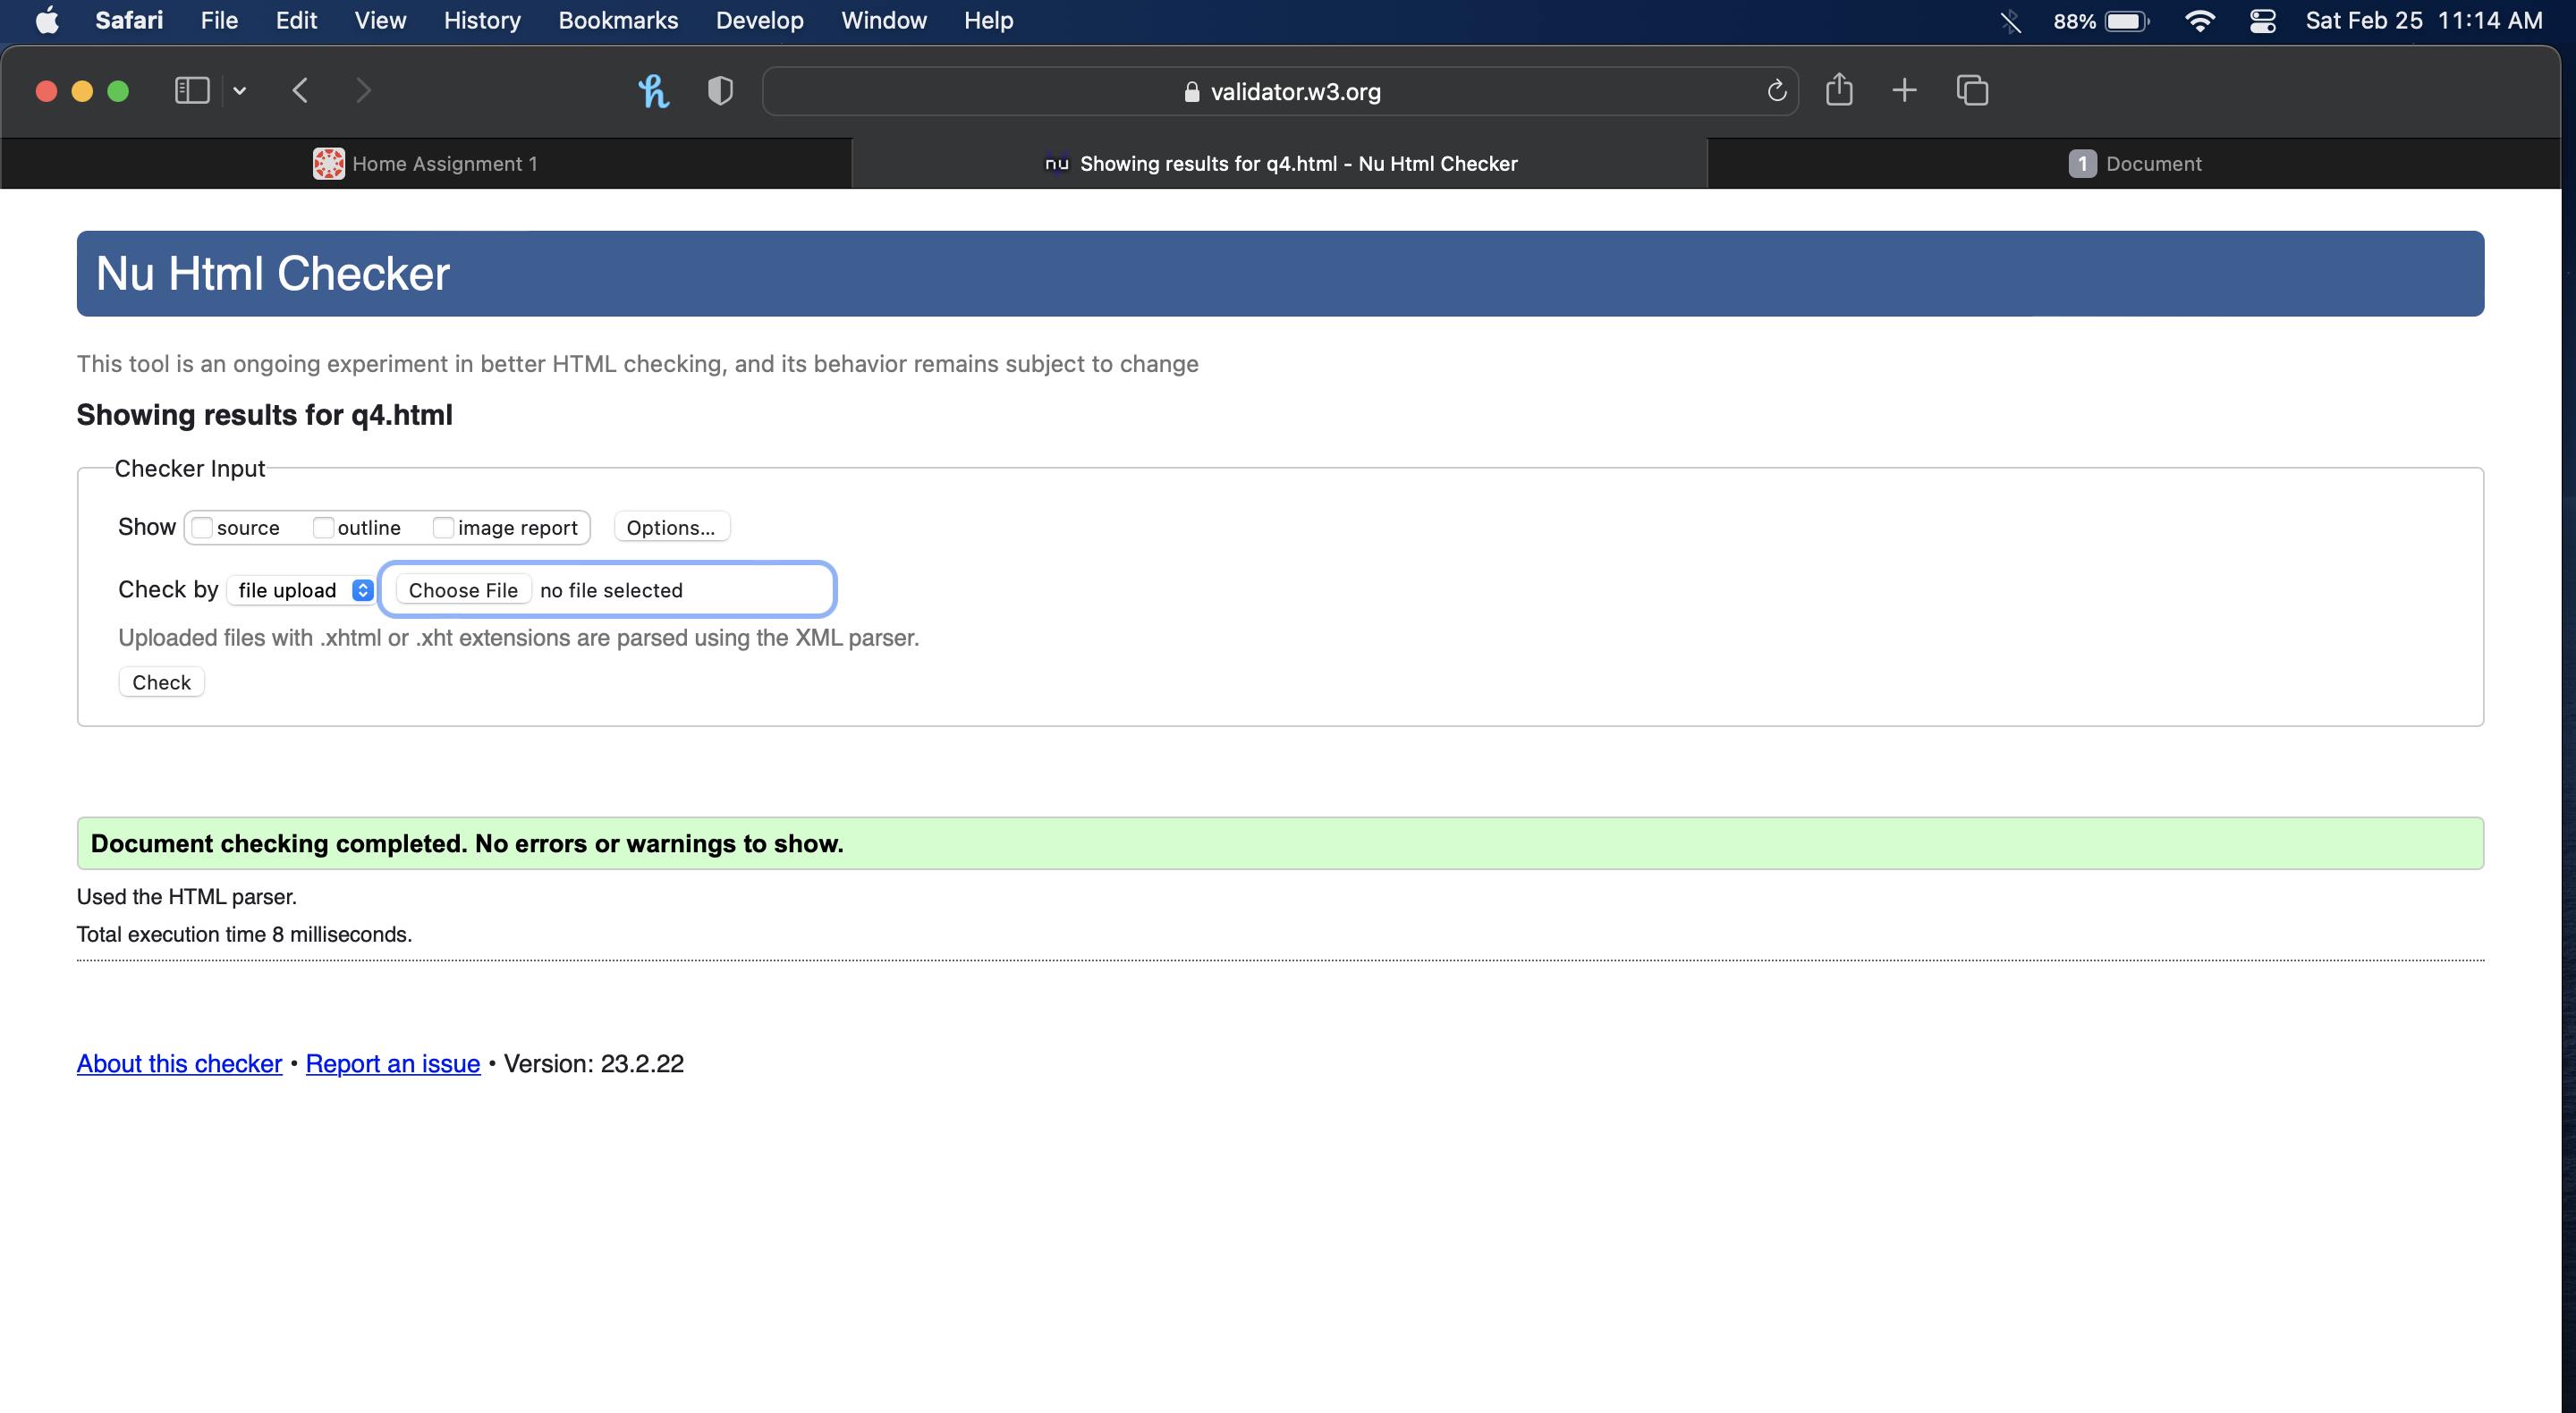 Safari File Edit View History Bookmarks Develop Window Help 88% Sat Feb 25 11:14 AM
validator.w3.org
Home Assignment 1 nu Showing results for q4.html - Nu Html Checker 1 Document
Nu Html Checker
This tool is an ongoing experiment in better HTML checking, and its behavior remains subject to change
Showing results for q4.html
Checker Input
Show source outline image report Options...
Check by file upload Choose File no file selected
Uploaded files with .xhtml or .xht extensions are parsed using the XML parser.
Check
Document checking completed. No errors or warnings to show.
Used the HTML parser.
Total execution time 8 milliseconds.
About this checker • Report an issue • Version: 23.2.22